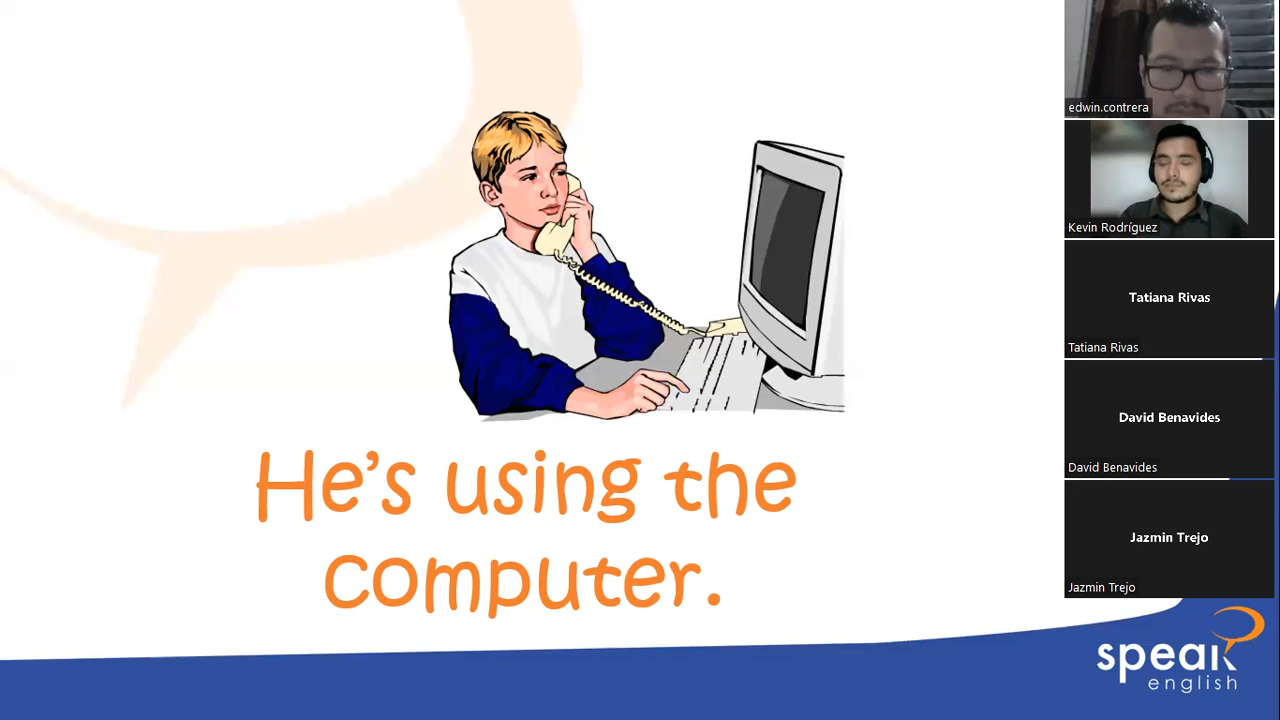 He's using the
computer.
edwin.contrera
Kevin Rodríguez
Tatiana Rivas
Tatiana Rivas
David Benavides
David Benavides
Jazmin Trejo
Jazmin Trejo
speak
english